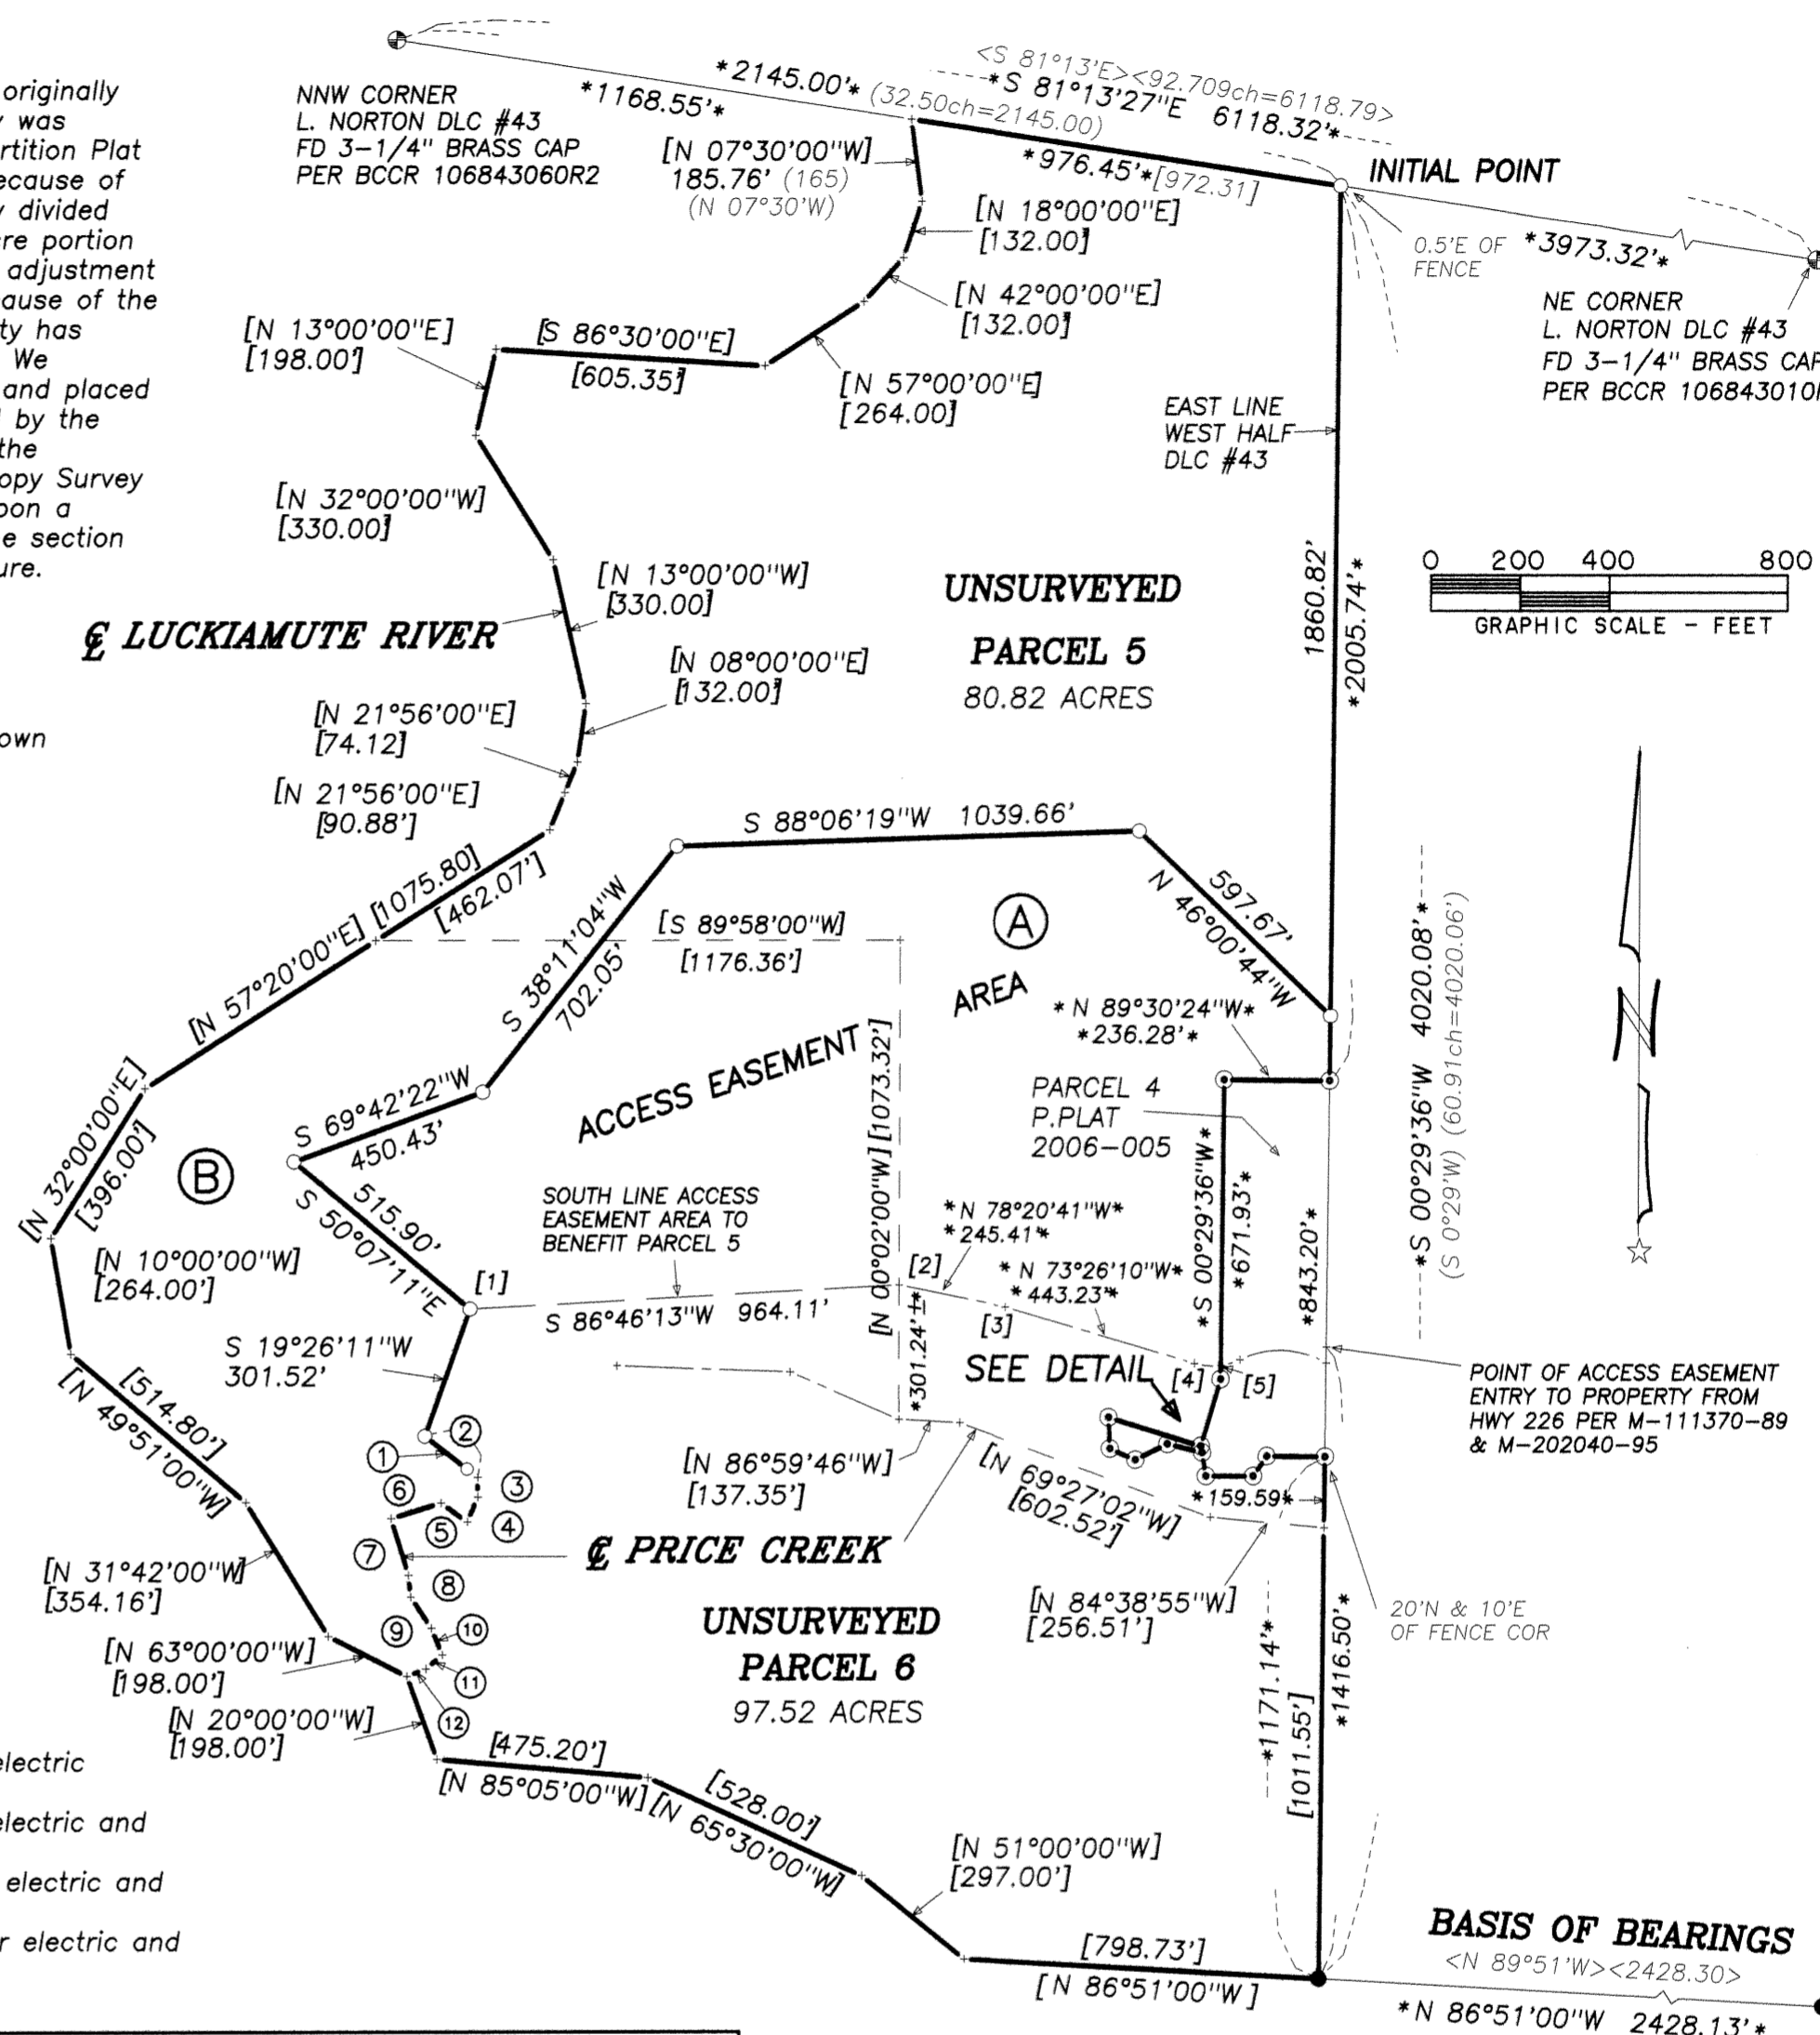 originally
was
rtition Plat
ecause of
divided
re portion
adjustment
ause of the
ty has
We
and placed
by the
the
opy Survey
pon a
e section
ure.
NNW CORNER
L. NORTON DLC #43
FD 3-1/4" BRASS CAP
PER BCCR 106843060R2
*1168.55'*
*2145.00'* (32.50ch=2145.00)
<S 81°13'E><92.709ch=6118.79>
*S 81°13'27"E 6118.32'*
*976.45'*[972.31]
INITIAL POINT
[N 07°30'00"W]
185.76' (165)
(N 07°30'W)
[N 18°00'00"E]
[132.00']
0.5'E OF
FENCE
*3973.32'*
NE CORNER
L. NORTON DLC #43
FD 3-1/4" BRASS CAP
PER BCCR 106843010
[N 42°00'00"E]
[132.00']
[N 13°00'00"E]
[198.00']
[S 86°30'00"E]
[605.35']
[N 57°00'00"E]
[264.00]
EAST LINE
WEST HALF
DLC #43
[N 32°00'00"W]
[330.00]
[N 13°00'00"W]
[330.00]
℄ LUCKIAMUTE RIVER
UNSURVEYED
PARCEL 5
80.82 ACRES
1860.82'
*2005.74'*
0 200 400 800
GRAPHIC SCALE - FEET
[N 08°00'00"E]
[132.00']
[N 21°56'00"E]
[74.12]
own
[N 21°56'00"E]
[90.88']
S 88°06'19"W 1039.66'
[N 57°20'00"E] [1075.80]
[462.07']
S 38°11'04"W
702.05'
[S 89°58'00"W]
[1176.36']
A
597.67'
N 46°00'44"W
ACCESS EASEMENT AREA
*N 89°30'24"W*
*236.28'*
*S 00°29'36"W 4020.08'*
(S 0°29'W) (60.91ch=4020.06')
N
[N 32°00'00"E]
[396.00']
S 69°42'22"W
450.43'
PARCEL 4
P.PLAT
2006-005
B
515.90'
S 50°07'11"E
SOUTH LINE ACCESS
EASEMENT AREA TO
BENEFIT PARCEL 5
[N 00°02'00"W] [1073.32']
*301.24'±*
*N 78°20'41"W*
*245.41'*
*N 73°26'10"W*
*443.23'*
*S 00°29'36"W*
*671.93'*
*843.20'*
[N 10°00'00"W]
[264.00']
[1]
[2]
S 86°46'13"W 964.11'
[3]
S 19°26'11"W
301.52'
SEE DETAIL
[4]
[5]
POINT OF ACCESS EASEMENT
ENTRY TO PROPERTY FROM
HWY 226 PER M-111370-89
& M-202040-95
[514.80']
[N 49°51'00"W]
1
2
[N 86°59'46"W]
[137.35']
[N 69°27'02"W]
[602.52']
*159.59*
6
3
5
4
7
℄ PRICE CREEK
[N 31°42'00"W]
[354.16']
8
[N 84°38'55"W]
[256.51']
20'N & 10'E
OF FENCE COR
UNSURVEYED
PARCEL 6
97.52 ACRES
9
10
11
12
*1171.14'*
[1011.55']
*1416.50'*
[N 63°00'00"W]
[198.00']
[N 20°00'00"W]
[198.00']
electric
[475.20']
[N 85°05'00"W]
[528.00']
[N 65°30'00"W]
electric and
[N 51°00'00"W]
[297.00']
electric and
r electric and
[798.73']
[N 86°51'00"W]
BASIS OF BEARINGS
<N 89°51'W><2428.30>
*N 86°51'00"W 2428.13'*